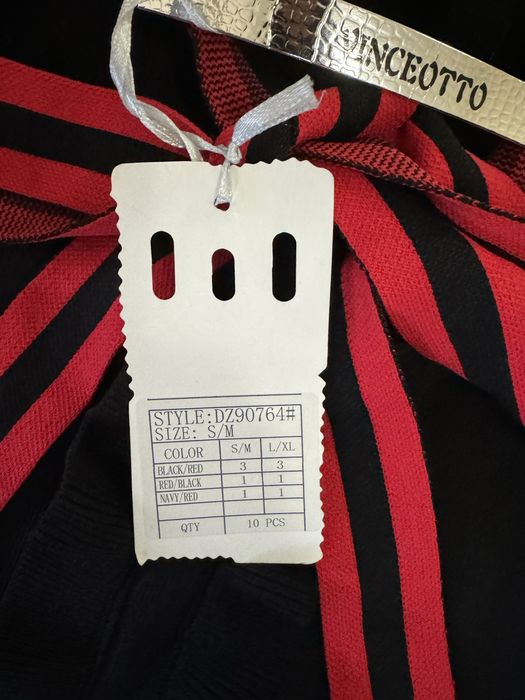 VINCEOTTO
STYLE:DZ90764#
SIZE: S/M
COLOR S/M L/XL
BLACK/RED 3 3
RED/BLACK 1 1
NAVY/RED 1 1
QTY 10 PCS